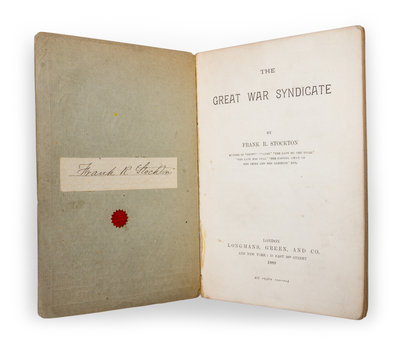 Frank R. Stockton
THE
GREAT WAR SYNDICATE
BY
FRANK R. STOCKTON
LONDON
LONGMANS, GREEN, AND CO.
AND NEW YORK: 15 EAST 16th STREET
1889
All rights reserved